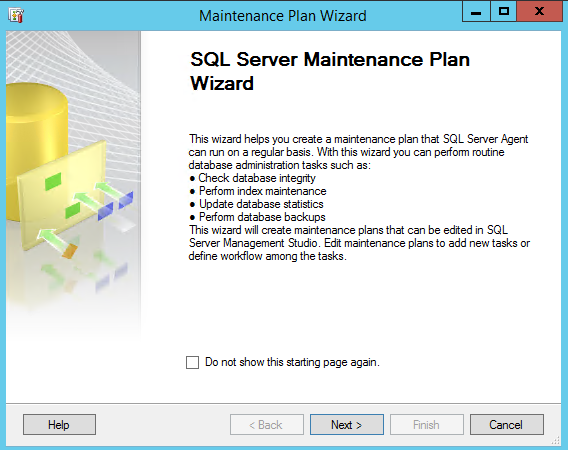 Maintenance Plan Wizard
SQL Server Maintenance Plan
Wizard
This wizard helps you create a maintenance plan that SQL Server Agent
can run on a regular basis. With this wizard you can perform routine
database administration tasks such as:
● Check database integrity
● Perform index maintenance
● Update database statistics
● Perform database backups
This wizard will create maintenance plans that can be edited in SQL
Server Management Studio. Edit maintenance plans to add new tasks or
define workflow among the tasks.
Do not show this starting page again.
Help < Back Next > Finish Cancel